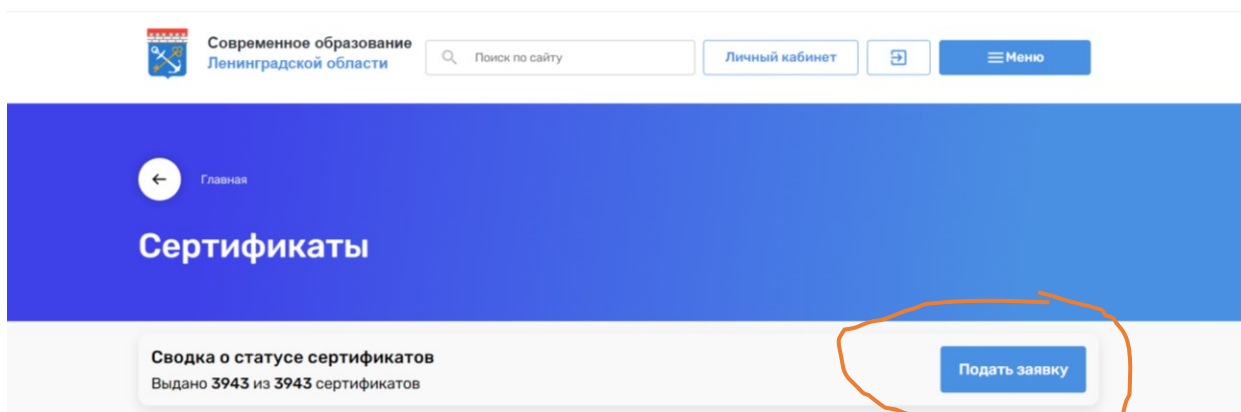 Современное образование
Ленинградской области
Поиск по сайту
Личный кабинет
Меню
Главная
Сертификаты
Сводка о статусе сертификатов
Выдано 3943 из 3943 сертификатов
Подать заявку